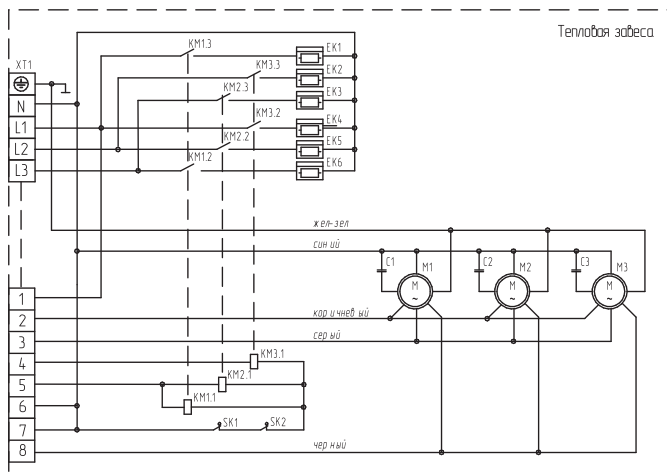 Тепловая завеса
XT1
N
L1
L2
L3
KM1.3
KM3.3
KM2.3
KM3.2
KM2.2
KM1.2
EK1
EK2
EK3
EK4
EK5
EK6
жел-зел
синий
C1
M1
M
~
C2
M2
M
~
C3
M3
M
~
1
2
3
4
5
6
7
8
коричневый
серый
KM3.1
KM2.1
KM1.1
SK1
SK2
черный